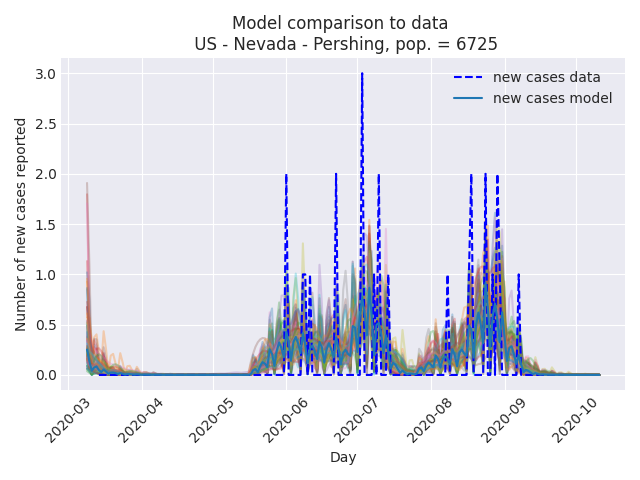 Model comparison to data
US - Nevada - Pershing, pop. = 6725
new cases data
new cases model
Number of new cases reported
3.0
2.5
2.0
1.5
1.0
0.5
0.0
2020-03
2020-04
2020-05
2020-06
2020-07
2020-08
2020-09
2020-10
Day